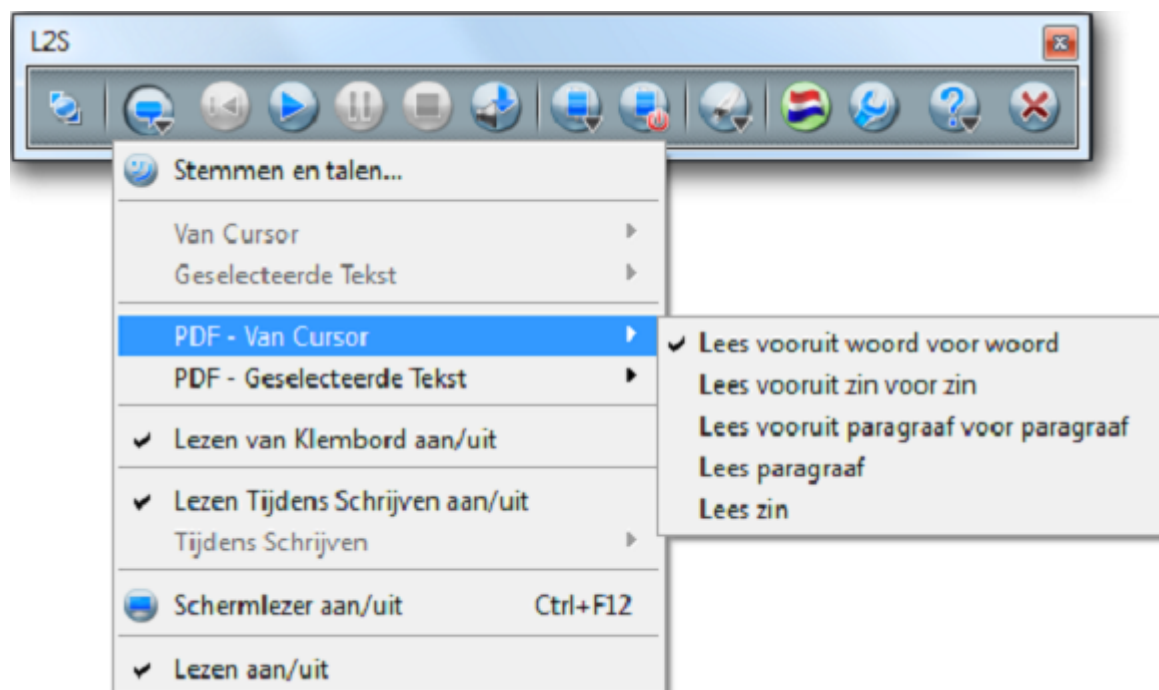 L2S
Stemmen en talen...
Van Cursor
Geselecteerde Tekst
PDF - Van Cursor
PDF - Geselecteerde Tekst
Lezen van Klembord aan/uit
Lezen Tijdens Schrijven aan/uit
Tijdens Schrijven
Schermlezer aan/uit Ctrl+F12
Lezen aan/uit
Lees vooruit woord voor woord
Lees vooruit zin voor zin
Lees vooruit paragraaf voor paragraaf
Lees paragraaf
Lees zin